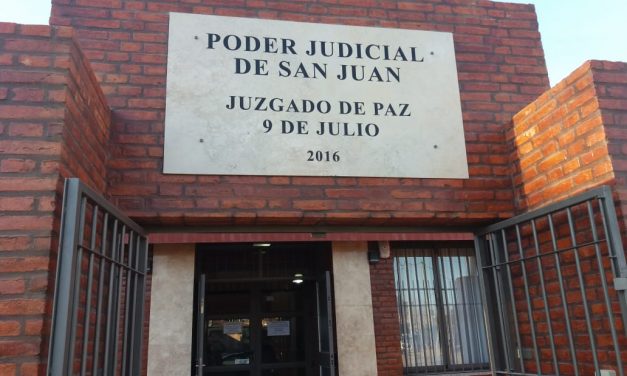 PODER JUDICIAL
DE SAN JUAN
JUZGADO DE PAZ
9 DE JULIO
2016